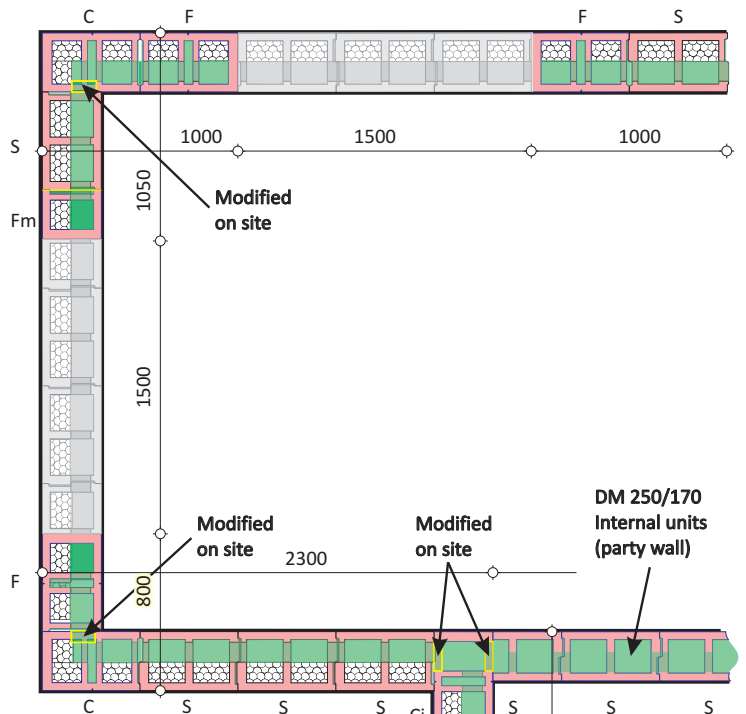 C F F S
1000 1500 1000
S
1050
Modified
on site
Fm
1500
DM 250/170
Internal units
(party wall)
Modified
on site
Modified
on site
2300
F
800
C S S S Ci S S S